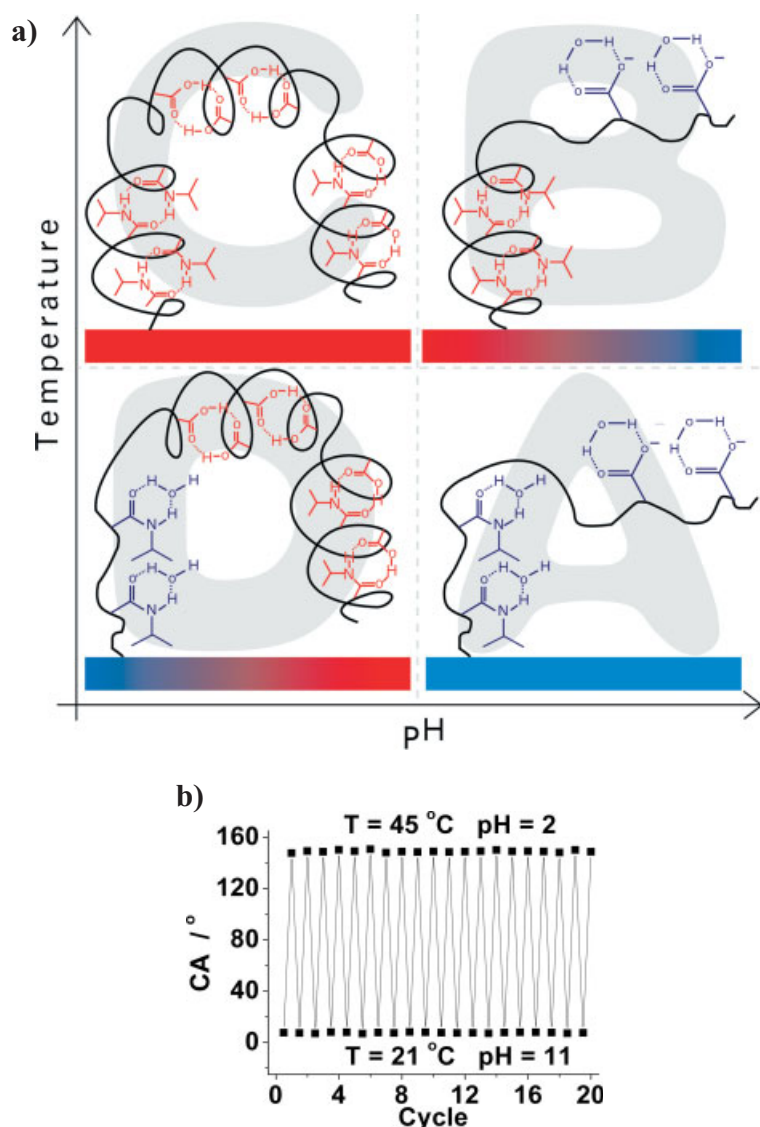 a)
Temperature
C
B
D
A
pH
b)
T = 45 °C pH = 2
160
120
80
40
0
CA / °
T = 21 °C pH = 11
0 4 8 12 16 20
Cycle